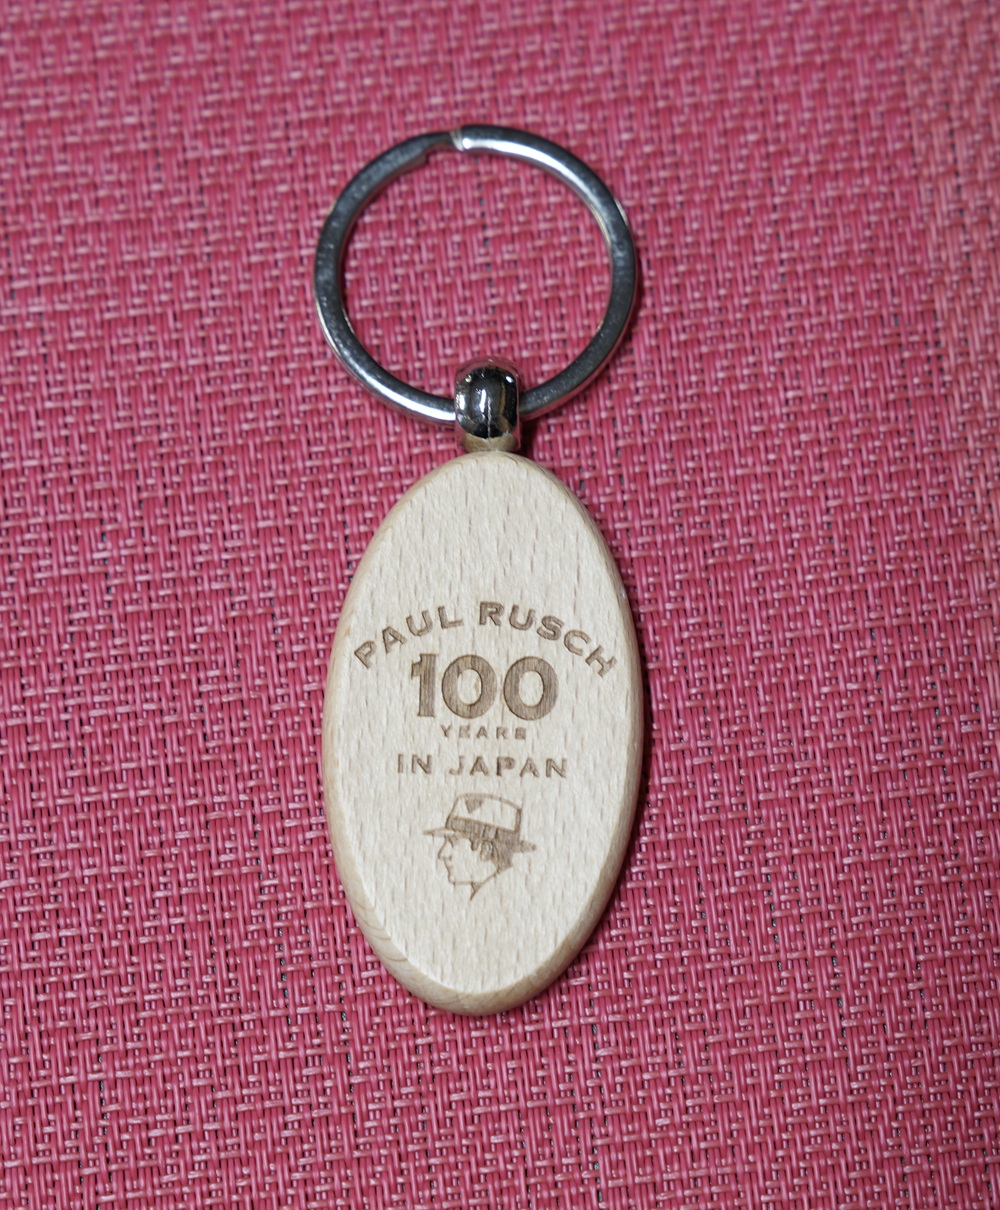 PAUL RUSCH
100
YEARS
IN JAPAN